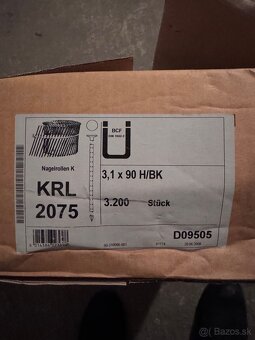 BCF
Nagelrollen K
3,1 x 90 H/BK
KRL
2075
3.200 Stück
D09505
Bazos.sk